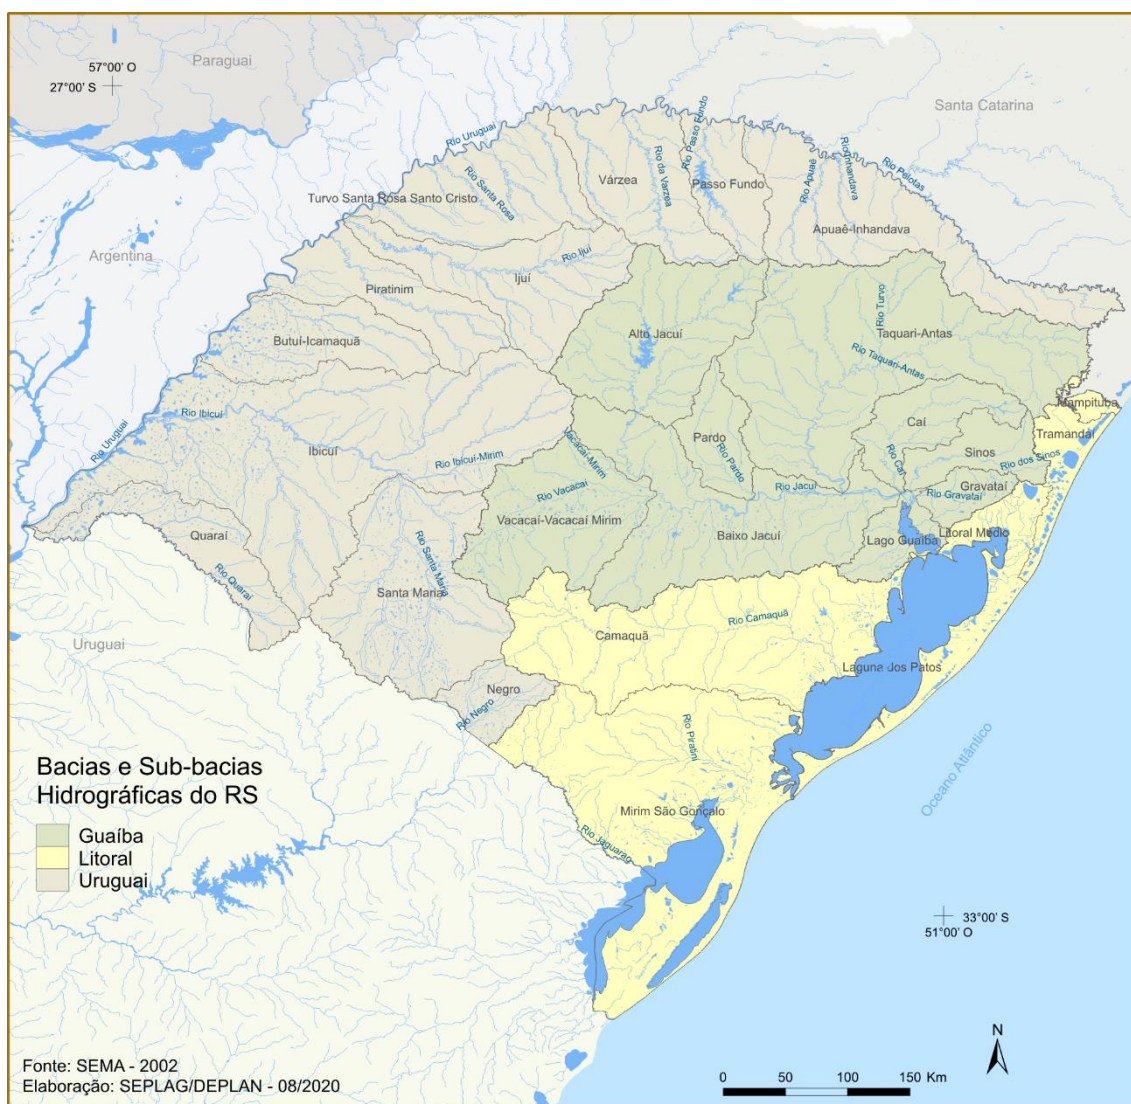 Paraguai
57°00' O
27°00' S
Santa Catarina
Rio Uruguai
Rio Passo Fundo
Rio Inhandava
Rio Pelotas
Rio Apuaê
Várzea
Rio da Varzea
Passo Fundo
Rio Santa Rosa
Turvo Santa Rosa Santo Cristo
Apuaê-Inhandava
Argentina
Rio Ijuí
Ijuí
Piratinim
Rio Turvo
Butuí-Icamaquã
Alto Jacuí
Taquari-Antas
Rio Taquari-Antas
Mampituba
Rio Ibicuí
Caí
Tramandaí
Rio Uruguai
Ibicuí
Rio Ibicuí-Mirim
Vacacaí-Mirim
Pardo
Rio Pardo
Sinos
Rio dos Sinos
Rio Caí
Rio Vacacaí
Rio Jacuí
Gravataí
Rio Gravataí
Vacacaí-Vacacaí Mirim
Quaraí
Baixo Jacuí
Lago Guaíba
Litoral Médio
Rio Santa Maria
Rio Quaraí
Santa Maria
Rio Camaquã
Camaquã
Uruguai
Laguna dos Patos
Negro
Rio Negro
Rio Piratini
Oceano Atlântico
Bacias e Sub-bacias
Hidrográficas do RS
Guaíba
Litoral
Uruguai
Mirim São Gonçalo
Rio Jaguarao
33°00' S
51°00' O
N
Fonte: SEMA - 2002
Elaboração: SEPLAG/DEPLAN - 08/2020
0 50 100 150 Km